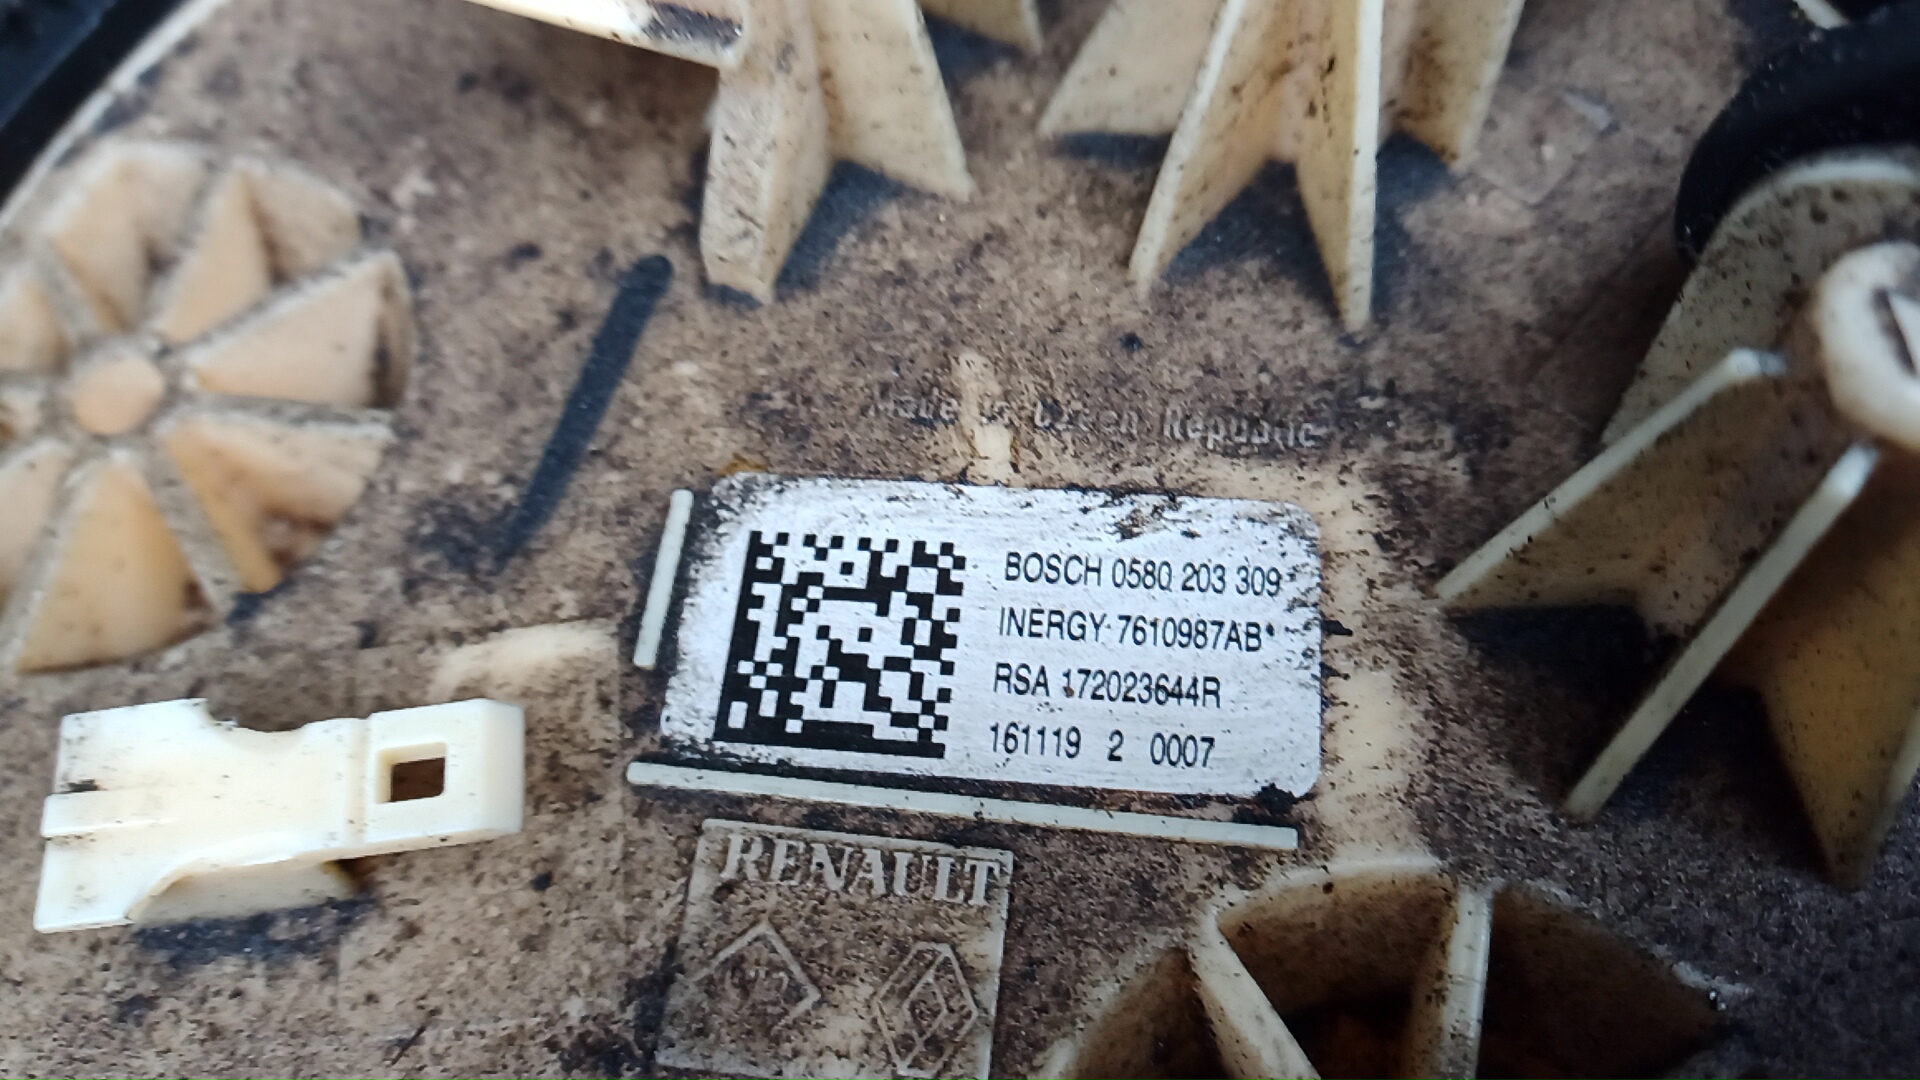 Made in Czech Republic
BOSCH 0580 203 309
INERGY 7610987AB
RSA 172023644R
161119 2 0007
RENAULT